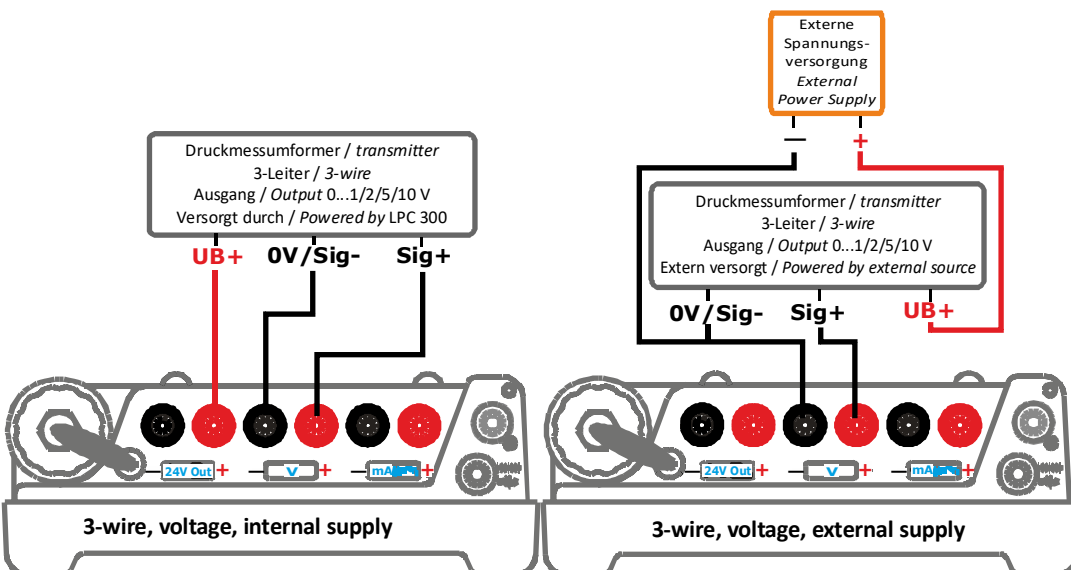 Druckmessumformer / transmitter
3-Leiter / 3-wire
Ausgang / Output 0...1/2/5/10 V
Versorgt durch / Powered by LPC 300
UB+ 0V/Sig- Sig+
– 24V Out + – V + – mA +
3-wire, voltage, internal supply
Externe
Spannungs-
versorgung
External
Power Supply
– +
Druckmessumformer / transmitter
3-Leiter / 3-wire
Ausgang / Output 0...1/2/5/10 V
Extern versorgt / Powered by external source
0V/Sig- Sig+ UB+
– 24V Out + – V + – mA +
3-wire, voltage, external supply